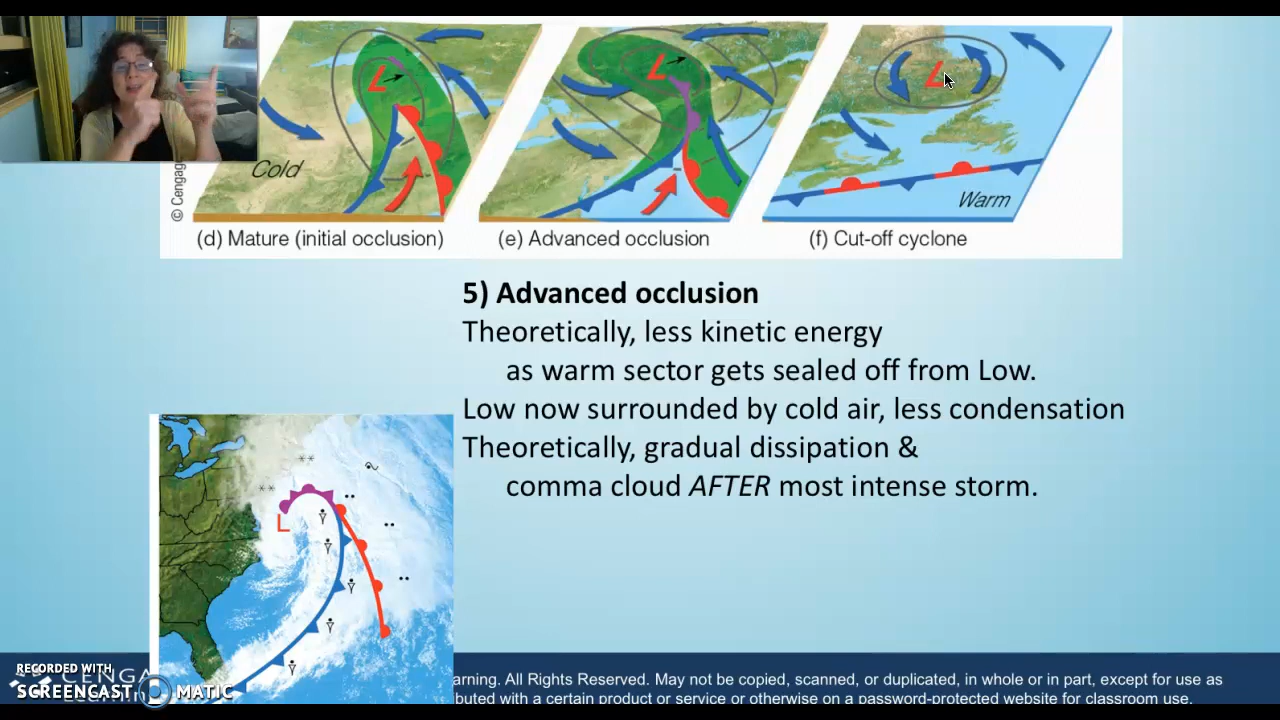 L
L
L
Cold
Warm
© Cengag
(d) Mature (initial occlusion)
(e) Advanced occlusion
(f) Cut-off cyclone
5) Advanced occlusion
Theoretically, less kinetic energy
as warm sector gets sealed off from Low.
Low now surrounded by cold air, less condensation
Theoretically, gradual dissipation &
comma cloud AFTER most intense storm.
L
RECORDED WITH
SCREENCAST MATIC
CENGA
arning. All Rights Reserved. May not be copied, scanned, or duplicated, in whole or in part, except for use as
buted with a certain product or service or otherwise on a password-protected website for classroom use.